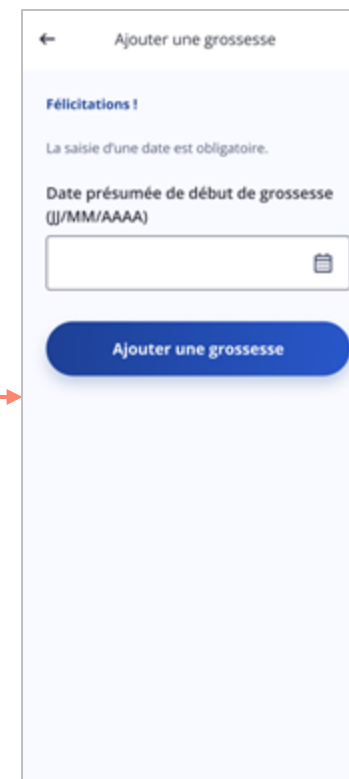 Ajouter une grossesse
Félicitations !
La saisie d'une date est obligatoire.
Date présumée de début de grossesse
(JJ/MM/AAAA)
Ajouter une grossesse